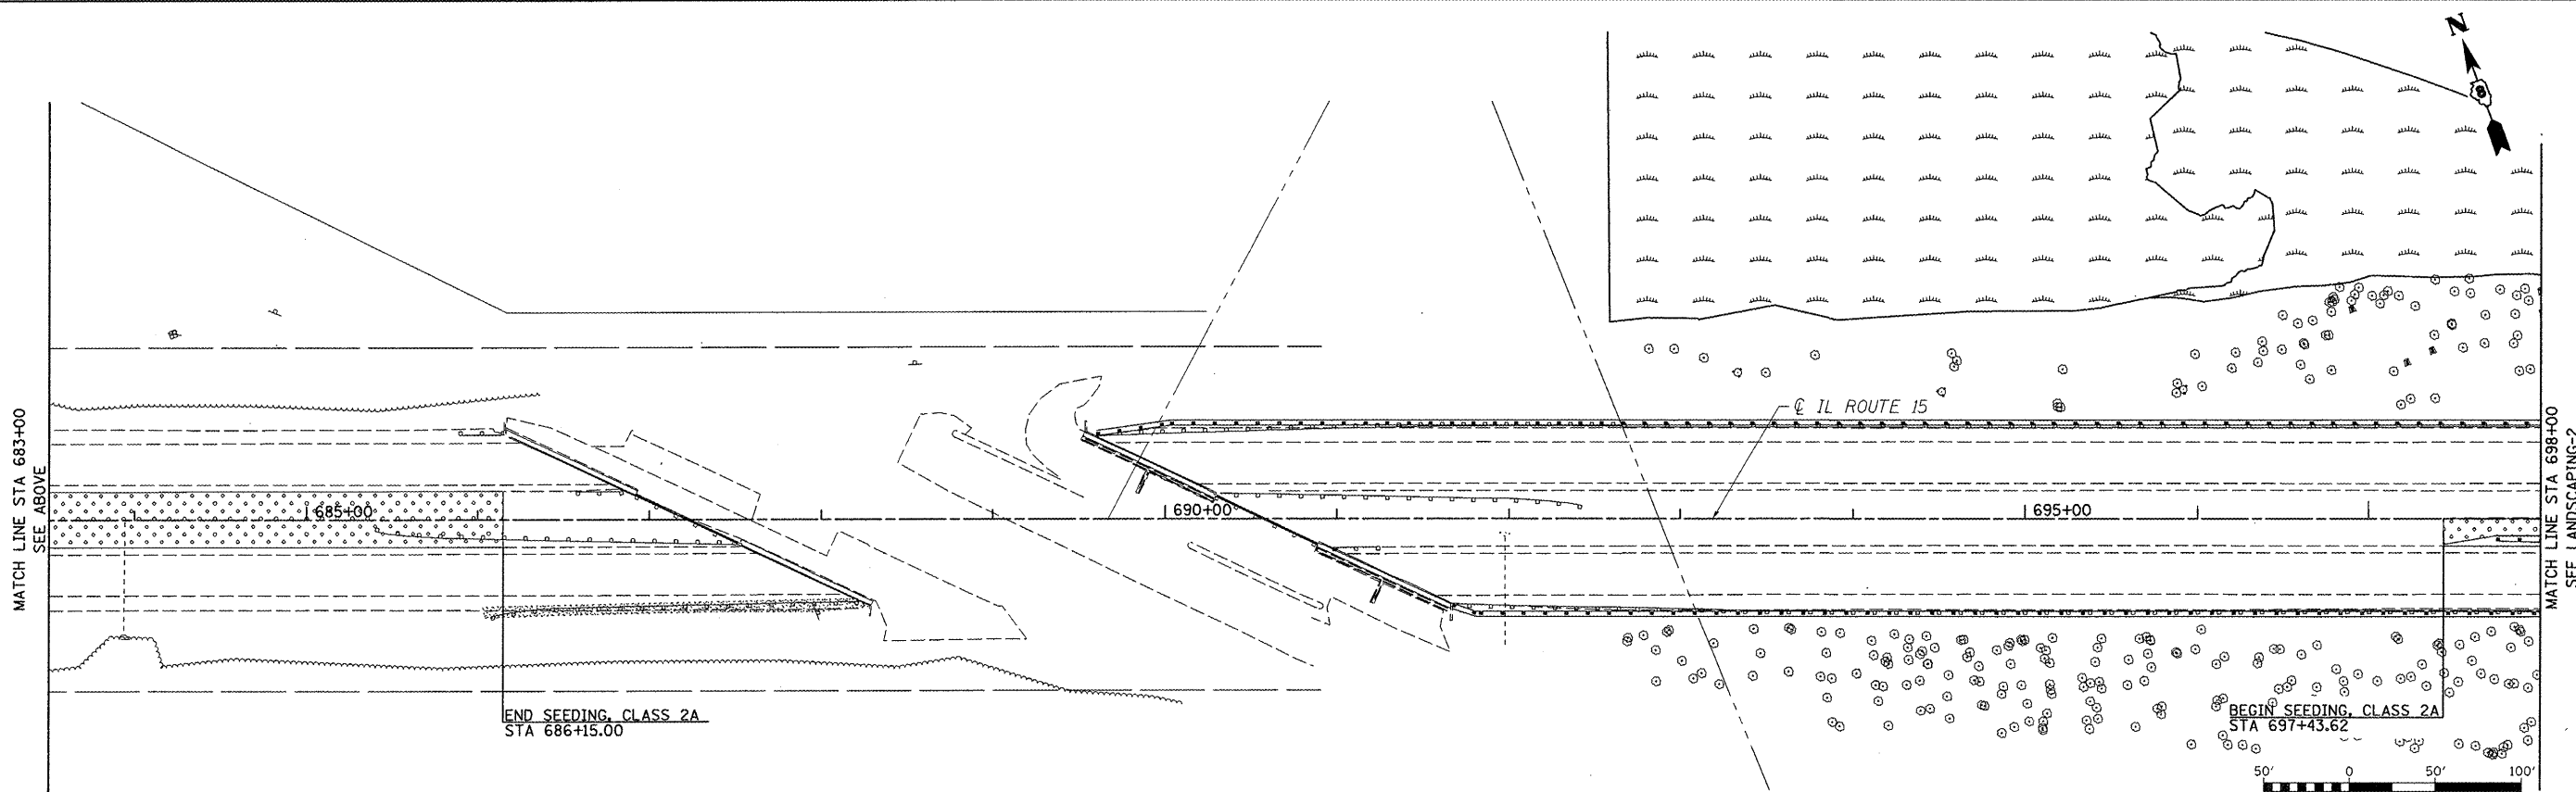 N
8
MATCH LINE STA 683+00
SEE ABOVE
℄ IL ROUTE 15
685+00
690+00
695+00
MATCH LINE STA 698+00
SEE LANDSCAPING-2
END SEEDING, CLASS 2A
STA 686+15.00
BEGIN SEEDING, CLASS 2A
STA 697+43.62
50' 0 50' 100'